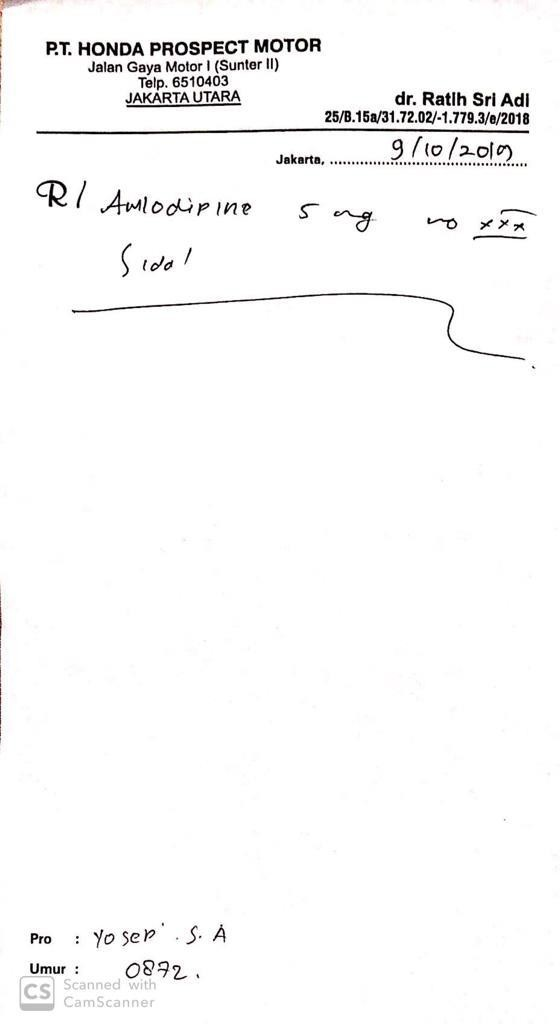 P.T. HONDA PROSPECT MOTOR
Jalan Gaya Motor I (Sunter II)
Telp. 6510403
JAKARTA UTARA
dr. Ratih Sri Adi
25/B.15a/31.72.02/-1.779.3/e/2018
Jakarta, 9/10/2019
R/ Amlodipine 5 mg no xxx
S 1dd1
Pro : Yosep . S. A
Umur : 0872.
CS Scanned with
CamScanner